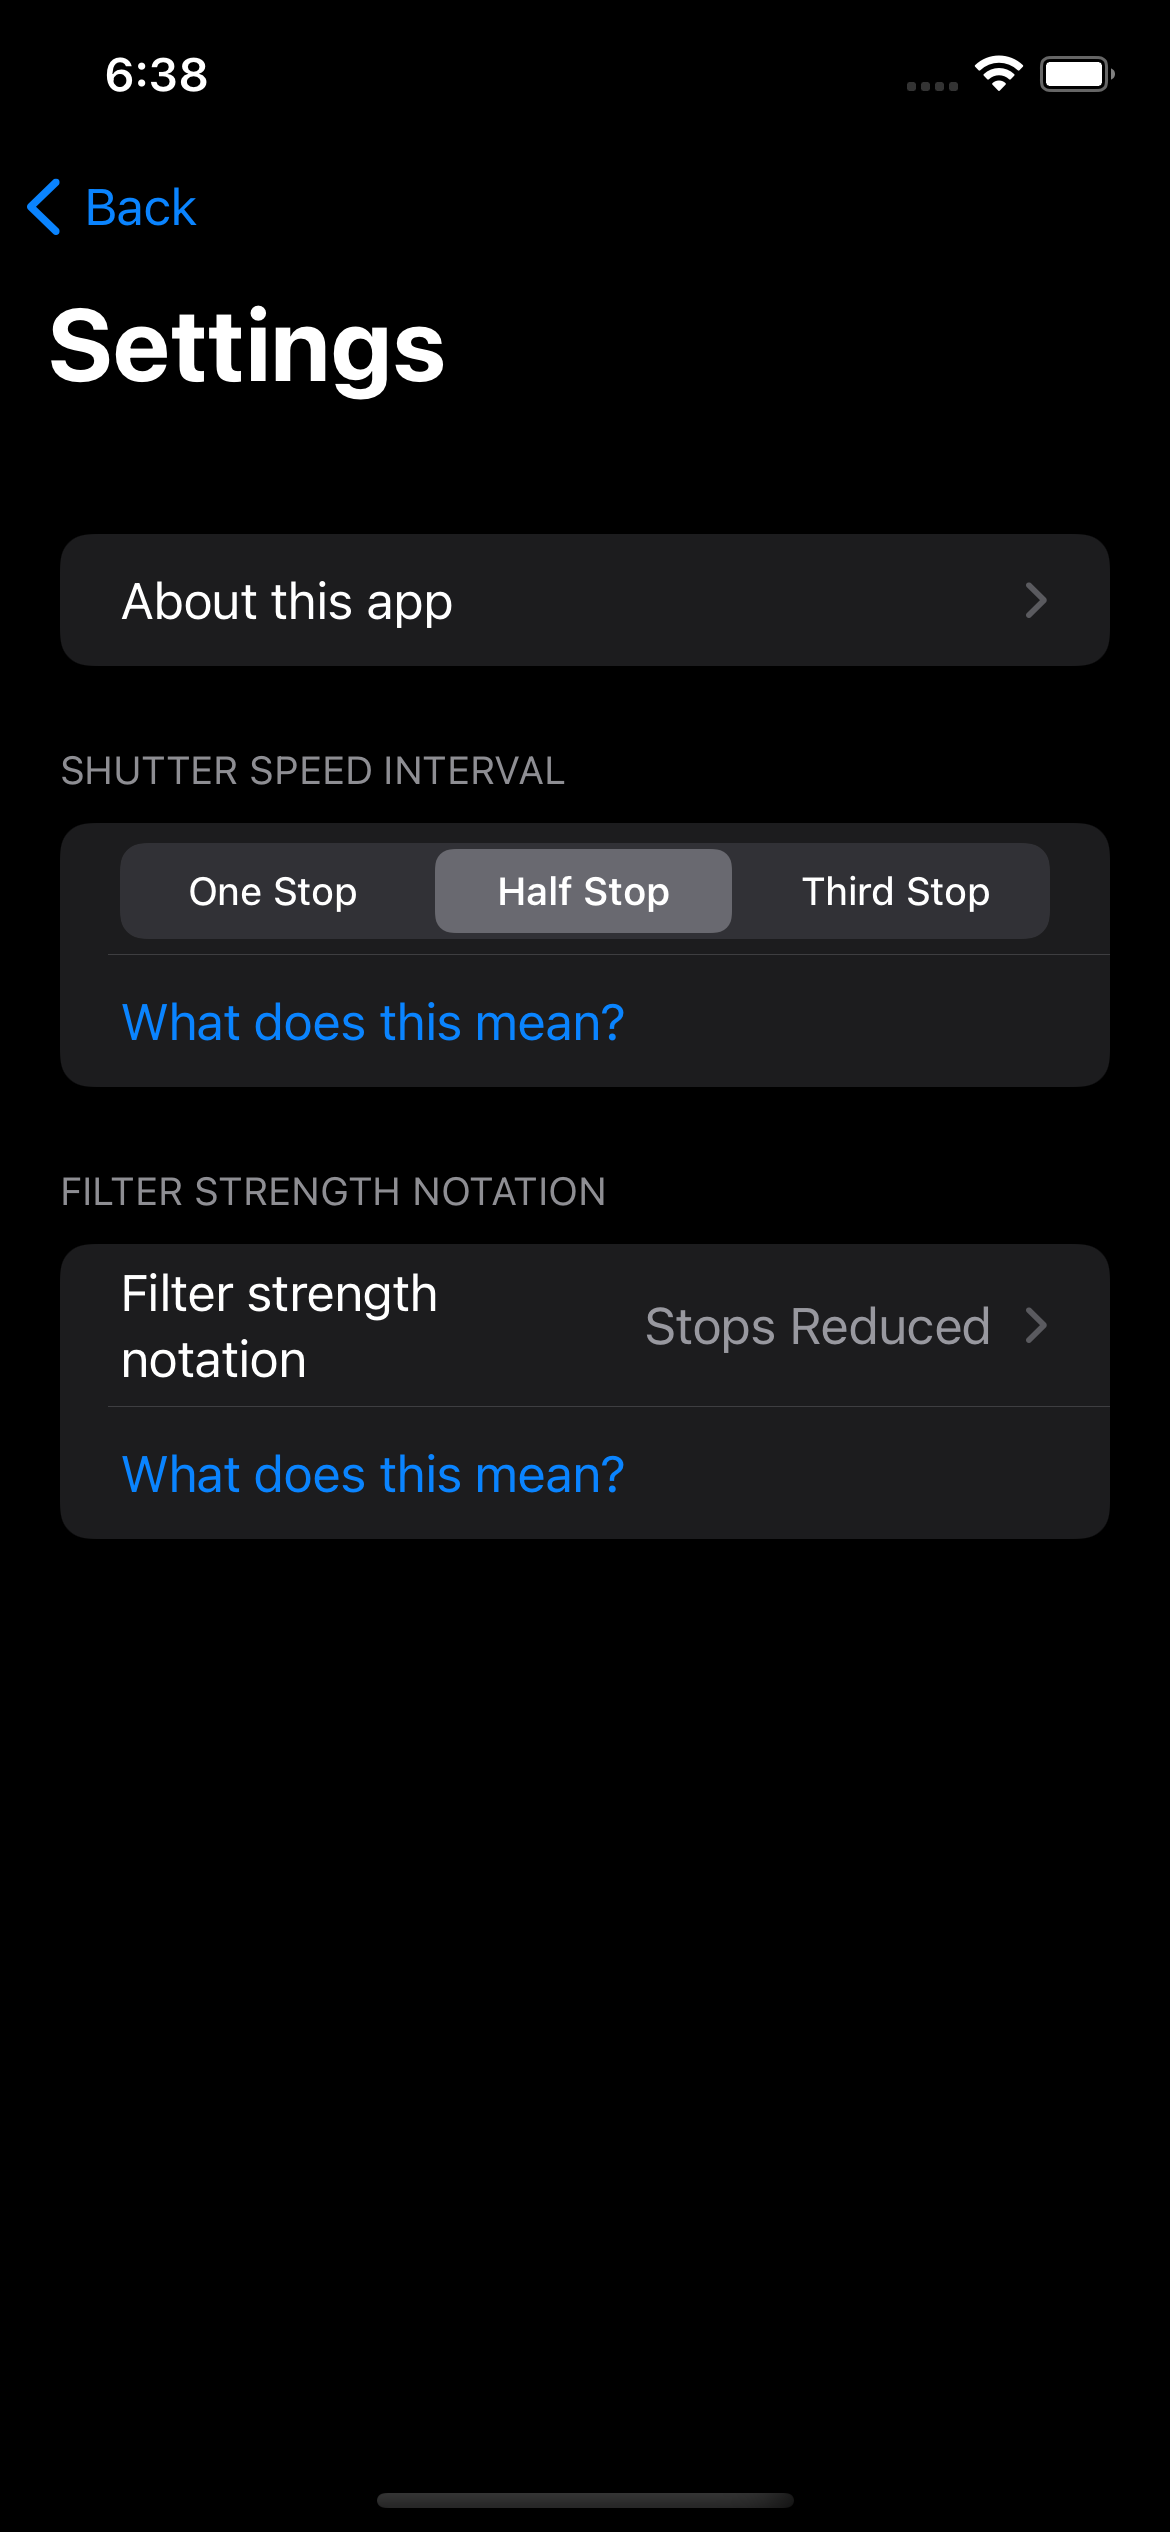 6:38
Back
Settings
About this app
SHUTTER SPEED INTERVAL
One Stop Half Stop Third Stop
What does this mean?
FILTER STRENGTH NOTATION
Filter strength
notation
Stops Reduced
What does this mean?